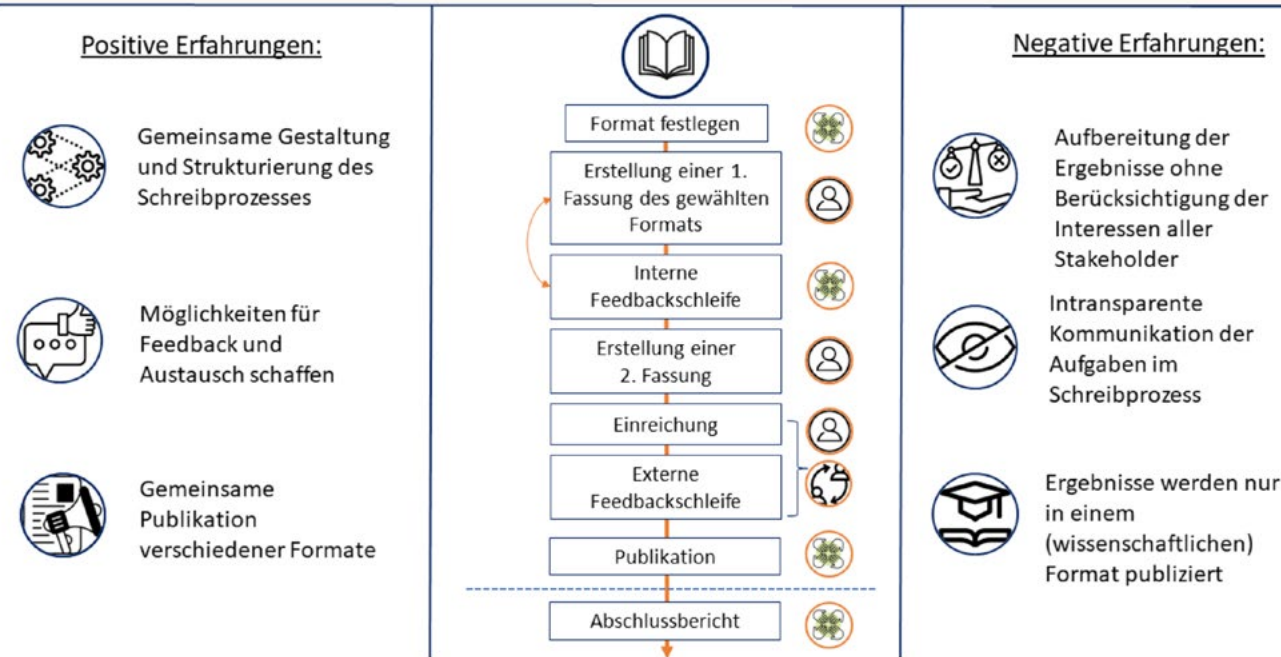 Positive Erfahrungen:
Gemeinsame Gestaltung
und Strukturierung des
Schreibprozesses
Möglichkeiten für
Feedback und
Austausch schaffen
Gemeinsame
Publikation
verschiedener Formate
Format festlegen
Erstellung einer 1.
Fassung des gewählten
Formats
Interne
Feedbackschleife
Erstellung einer
2. Fassung
Einreichung
Externe
Feedbackschleife
Publikation
Abschlussbericht
Negative Erfahrungen:
Aufbereitung der
Ergebnisse ohne
Berücksichtigung der
Interessen aller
Stakeholder
Intransparente
Kommunikation der
Aufgaben im
Schreibprozess
Ergebnisse werden nur
in einem
(wissenschaftlichen)
Format publiziert